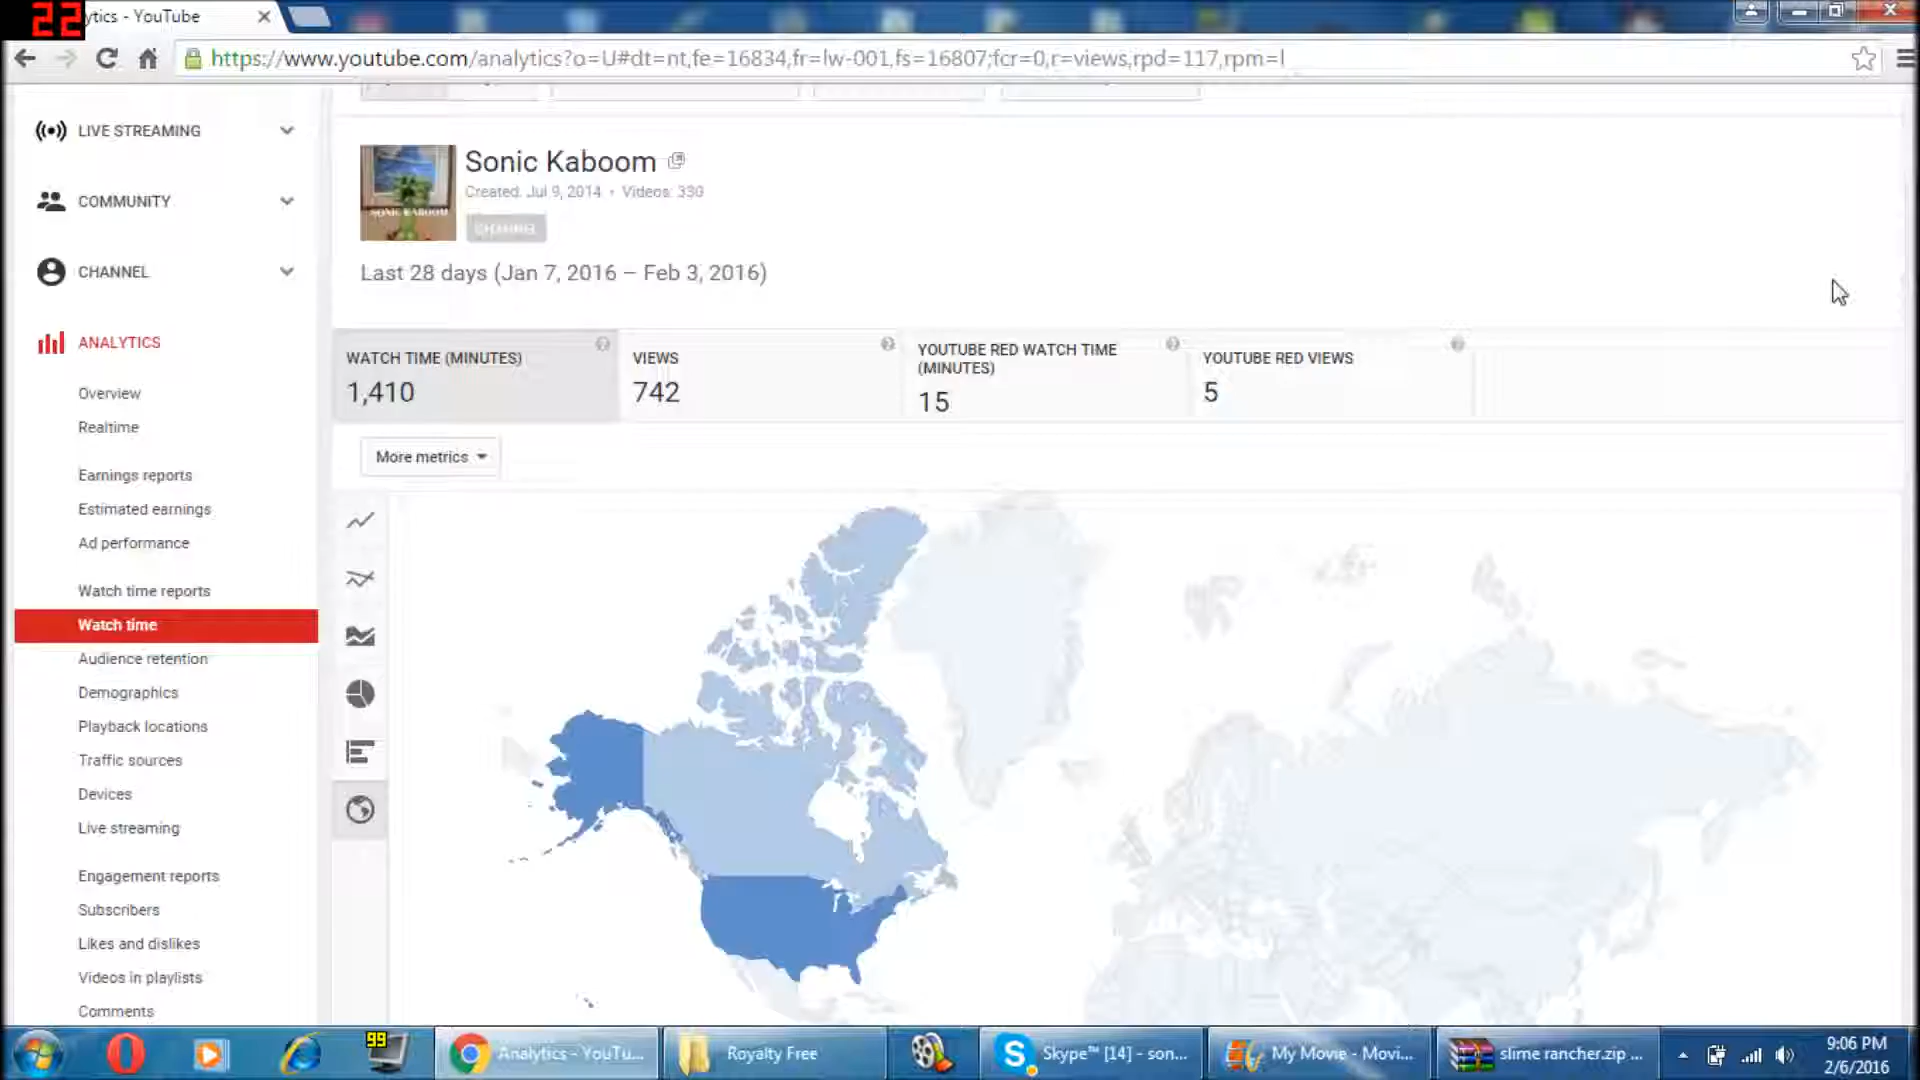 22
ytics - YouTube
https://www.youtube.com/analytics?o=U#dt=nt,fe=16834,fr=lw-001,fs=16807;fcr=0,r=views,rpd=117,rpm=l
LIVE STREAMING
COMMUNITY
CHANNEL
ANALYTICS
Overview
Realtime
Earnings reports
Estimated earnings
Ad performance
Watch time reports
Watch time
Audience retention
Demographics
Playback locations
Traffic sources
Devices
Live streaming
Engagement reports
Subscribers
Likes and dislikes
Videos in playlists
Comments
SONIC KABOOM
Sonic Kaboom
Created: Jul 9, 2014 • Videos: 330
CHANNEL
Last 28 days (Jan 7, 2016 – Feb 3, 2016)
WATCH TIME (MINUTES)
1,410
VIEWS
742
YOUTUBE RED WATCH TIME
(MINUTES)
15
YOUTUBE RED VIEWS
5
More metrics
99
Analytics - YouTu...
Royalty Free
Skype™ [14] - son...
My Movie - Movi...
slime rancher.zip ...
9:06 PM
2/6/2016